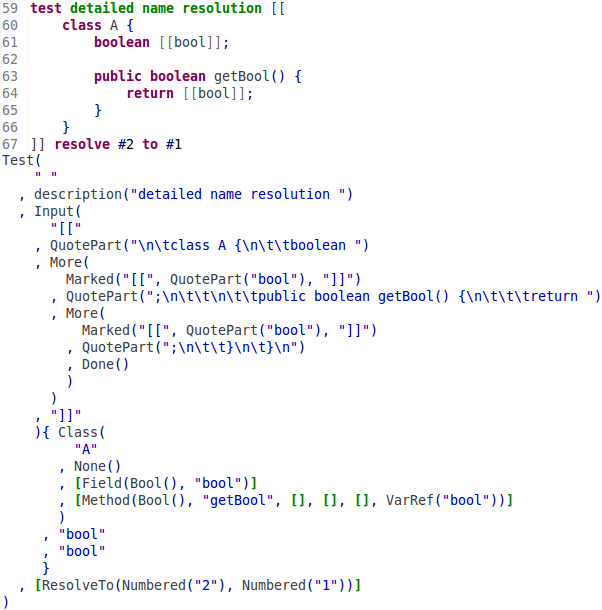 59 test detailed name resolution [[
60     class A {
61         boolean [[bool]];
62
63         public boolean getBool() {
64             return [[bool]];
65         }
66     }
67 ]] resolve #2 to #1
Test(
    " "
  , description("detailed name resolution ")
  , Input(
      "[["
    , QuotePart("\n\tclass A {\n\t\tboolean ")
    , More(
        Marked("[[", QuotePart("bool"), "]]")
      , QuotePart(";\n\t\t\n\t\tpublic boolean getBool() {\n\t\t\treturn ")
      , More(
          Marked("[[", QuotePart("bool"), "]]")
        , QuotePart(";\n\t\t}\n\t}\n")
        , Done()
        )
      )
    , "]]"
    ){ Class(
         "A"
       , None()
       , [Field(Bool(), "bool")]
       , [Method(Bool(), "getBool", [], [], [], VarRef("bool"))]
       )
     , "bool"
     , "bool"
     }
  , [ResolveTo(Numbered("2"), Numbered("1"))]
)